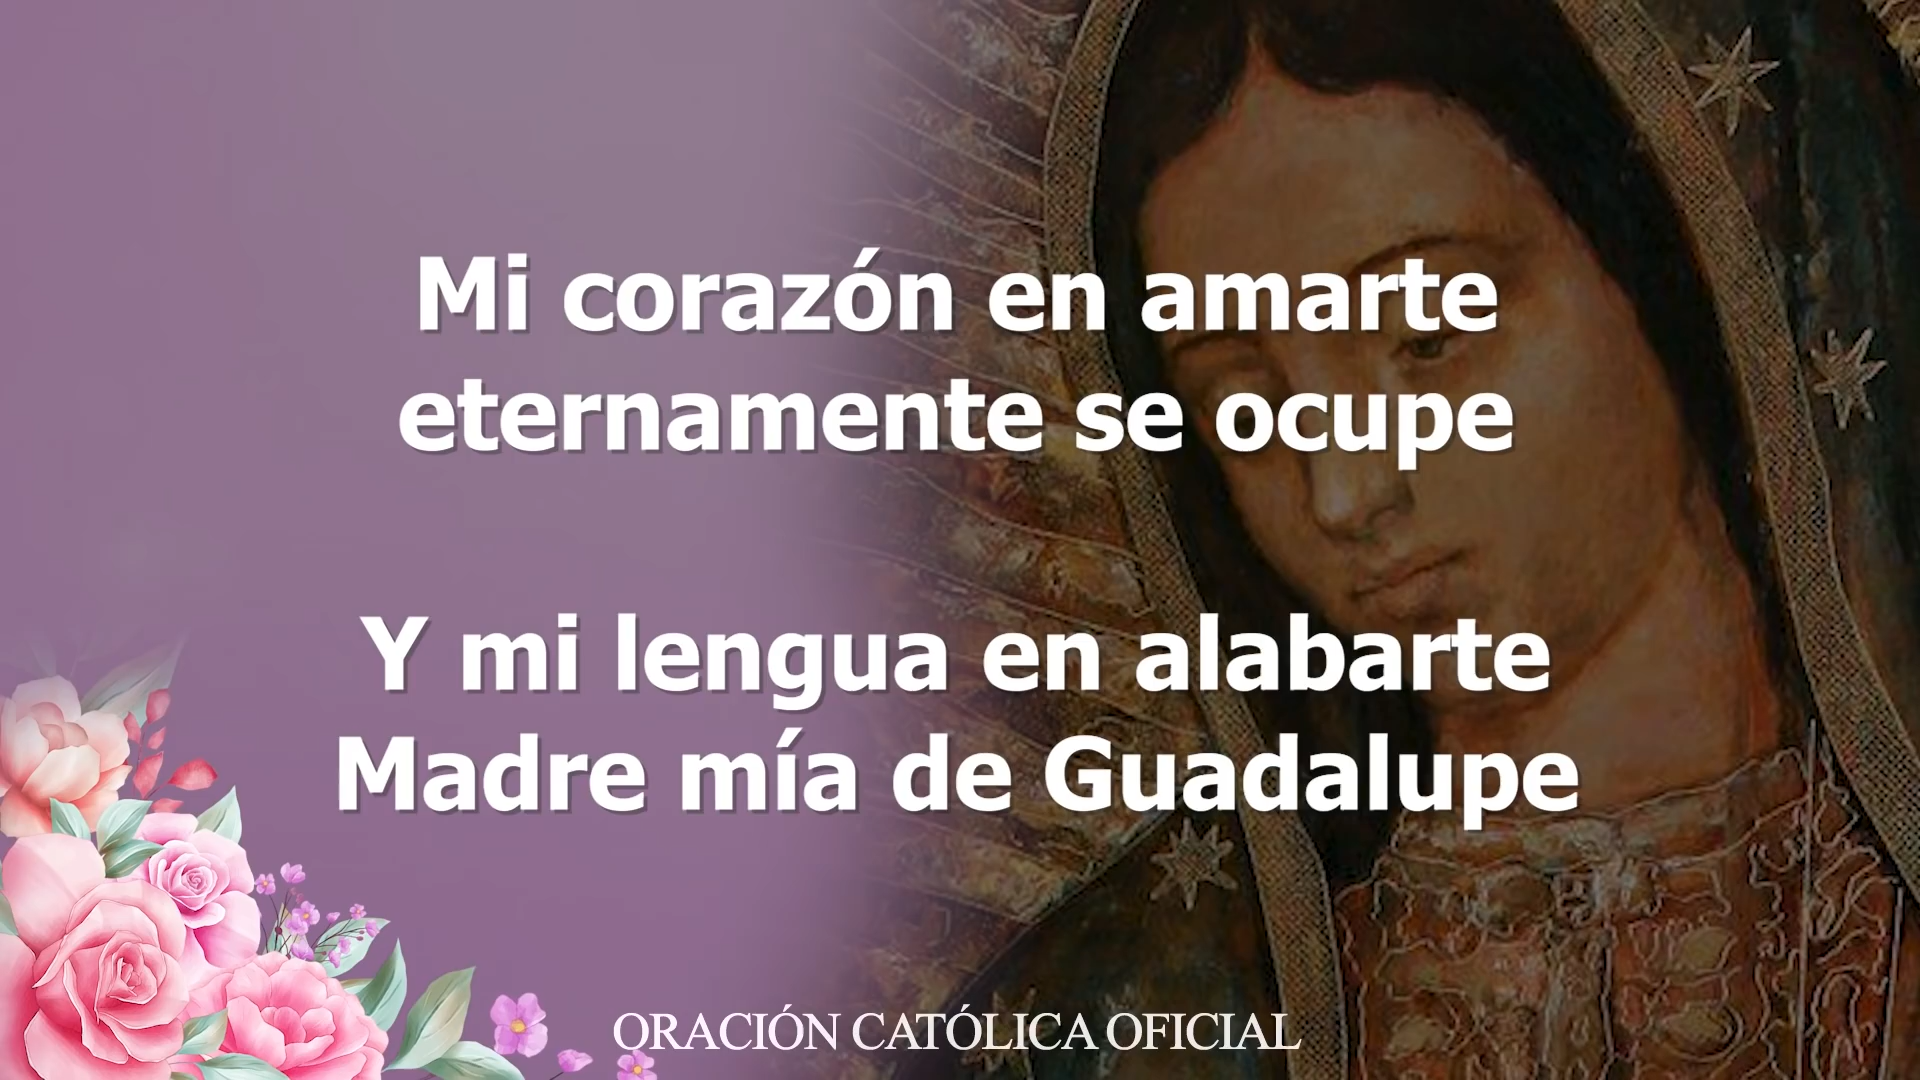 Mi corazón en amarte
eternamente se ocupe
Y mi lengua en alabarte
Madre mía de Guadalupe
ORACIÓN CATÓLICA OFICIAL